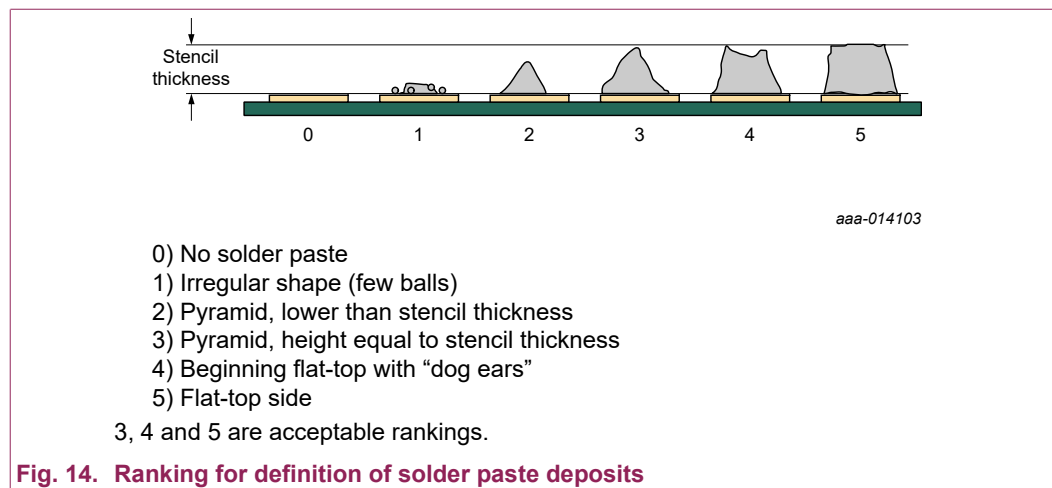 Stencil
thickness
0 1 2 3 4 5
aaa-014103
0) No solder paste
1) Irregular shape (few balls)
2) Pyramid, lower than stencil thickness
3) Pyramid, height equal to stencil thickness
4) Beginning flat-top with “dog ears”
5) Flat-top side
3, 4 and 5 are acceptable rankings.
Fig. 14. Ranking for definition of solder paste deposits